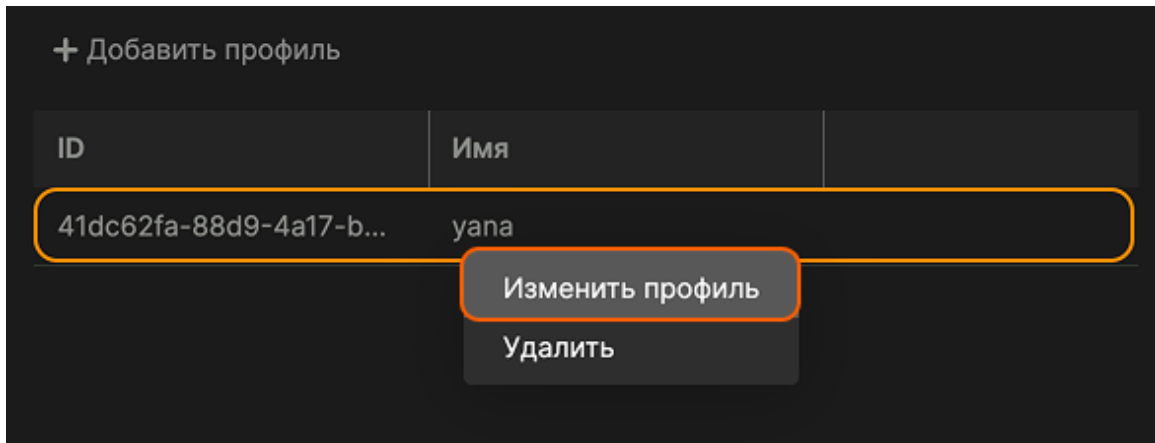 + Добавить профиль
ID Имя
41dc62fa-88d9-4a17-b... yana
Изменить профиль
Удалить